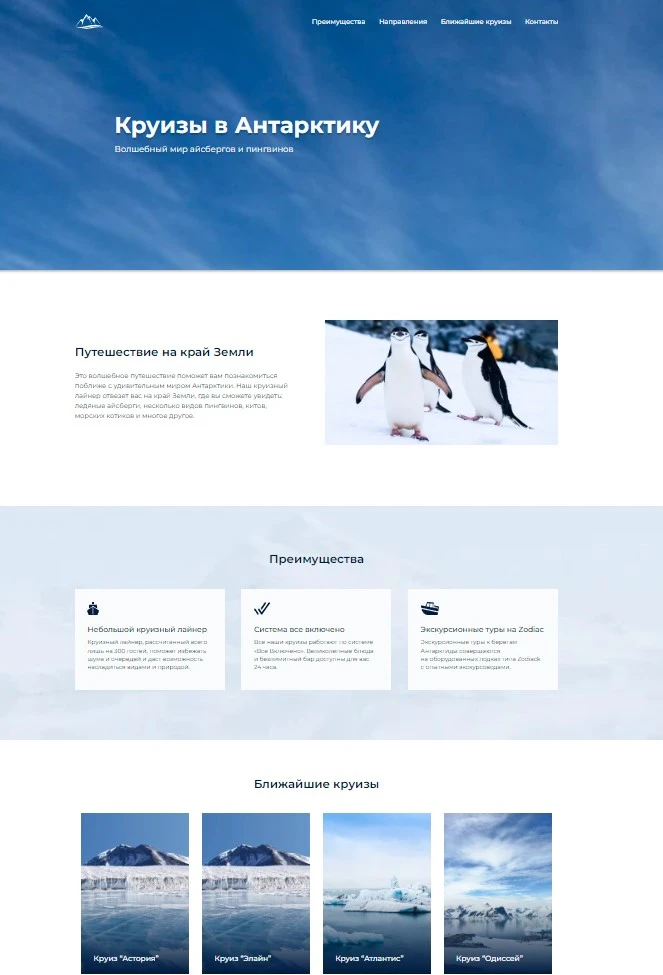 Преимущества Направления Ближайшие круизы Контакты
Круизы в Антарктику
Волшебный мир айсбергов и пингвинов
Путешествие на край Земли
Это волшебное путешествие поможет вам познакомиться
поближе с удивительным миром Антарктики. Наш круизный
лайнер отвезет вас на край Земли, где вы сможете увидеть:
ледяные айсберги, несколько видов пингвинов, китов,
морских котиков и многое другое.
Преимущества
Небольшой круизный лайнер
Круизный лайнер, рассчитанный всего
лишь на 300 гостей, поможет избежать
шума и очередей и даст возможность
насладиться видами и природой.
Система все включено
Все наши круизы работают по системе
«Все Включено». Великолепные блюда
и безлимитный бар доступны для вас
24 часа.
Экскурсионные туры на Zodiac
Экскурсионные туры к берегам
Антарктиды совершаются
на оборудованных лодках типа Zodiack
с опытными экскурсоводами.
Ближайшие круизы
Круиз “Астория”
Круиз “Элайн”
Круиз “Атлантис”
Круиз “Одиссей”